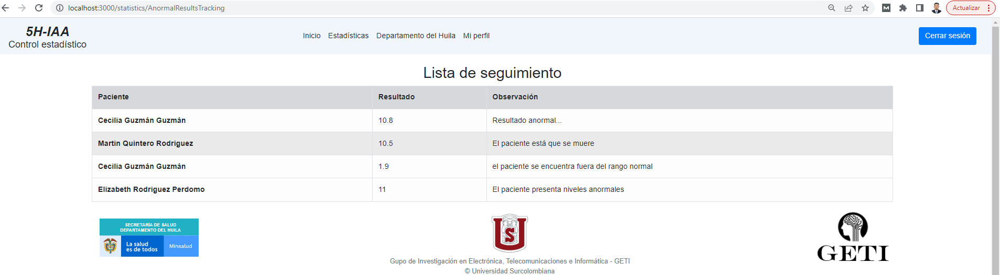 localhost:3000/statistics/AnormalResultsTracking
M
Actualizar
5H-IAA
Control estadístico
Inicio Estadísticas Departamento del Huila Mi perfil
Cerrar sesión
Lista de seguimiento
Paciente Resultado Observación
Cecilia Guzmán Guzmán 10.8 Resultado anormal...
Martin Quintero Rodriguez 10.5 El paciente está que se muere
Cecilia Guzmán Guzmán 1.9 el paciente se encuentra fuera del rango normal
Elizabeth Rodriguez Perdomo 11 El paciente presenta niveles anormales
SECRETARÍA DE SALUD
DEPARTAMENTO DEL HUILA
La salud
es de todos
Minsalud
U
S
GETI
Gupo de Investigación en Electrónica, Telecomunicaciones e Informática - GETI
© Universidad Surcolombiana